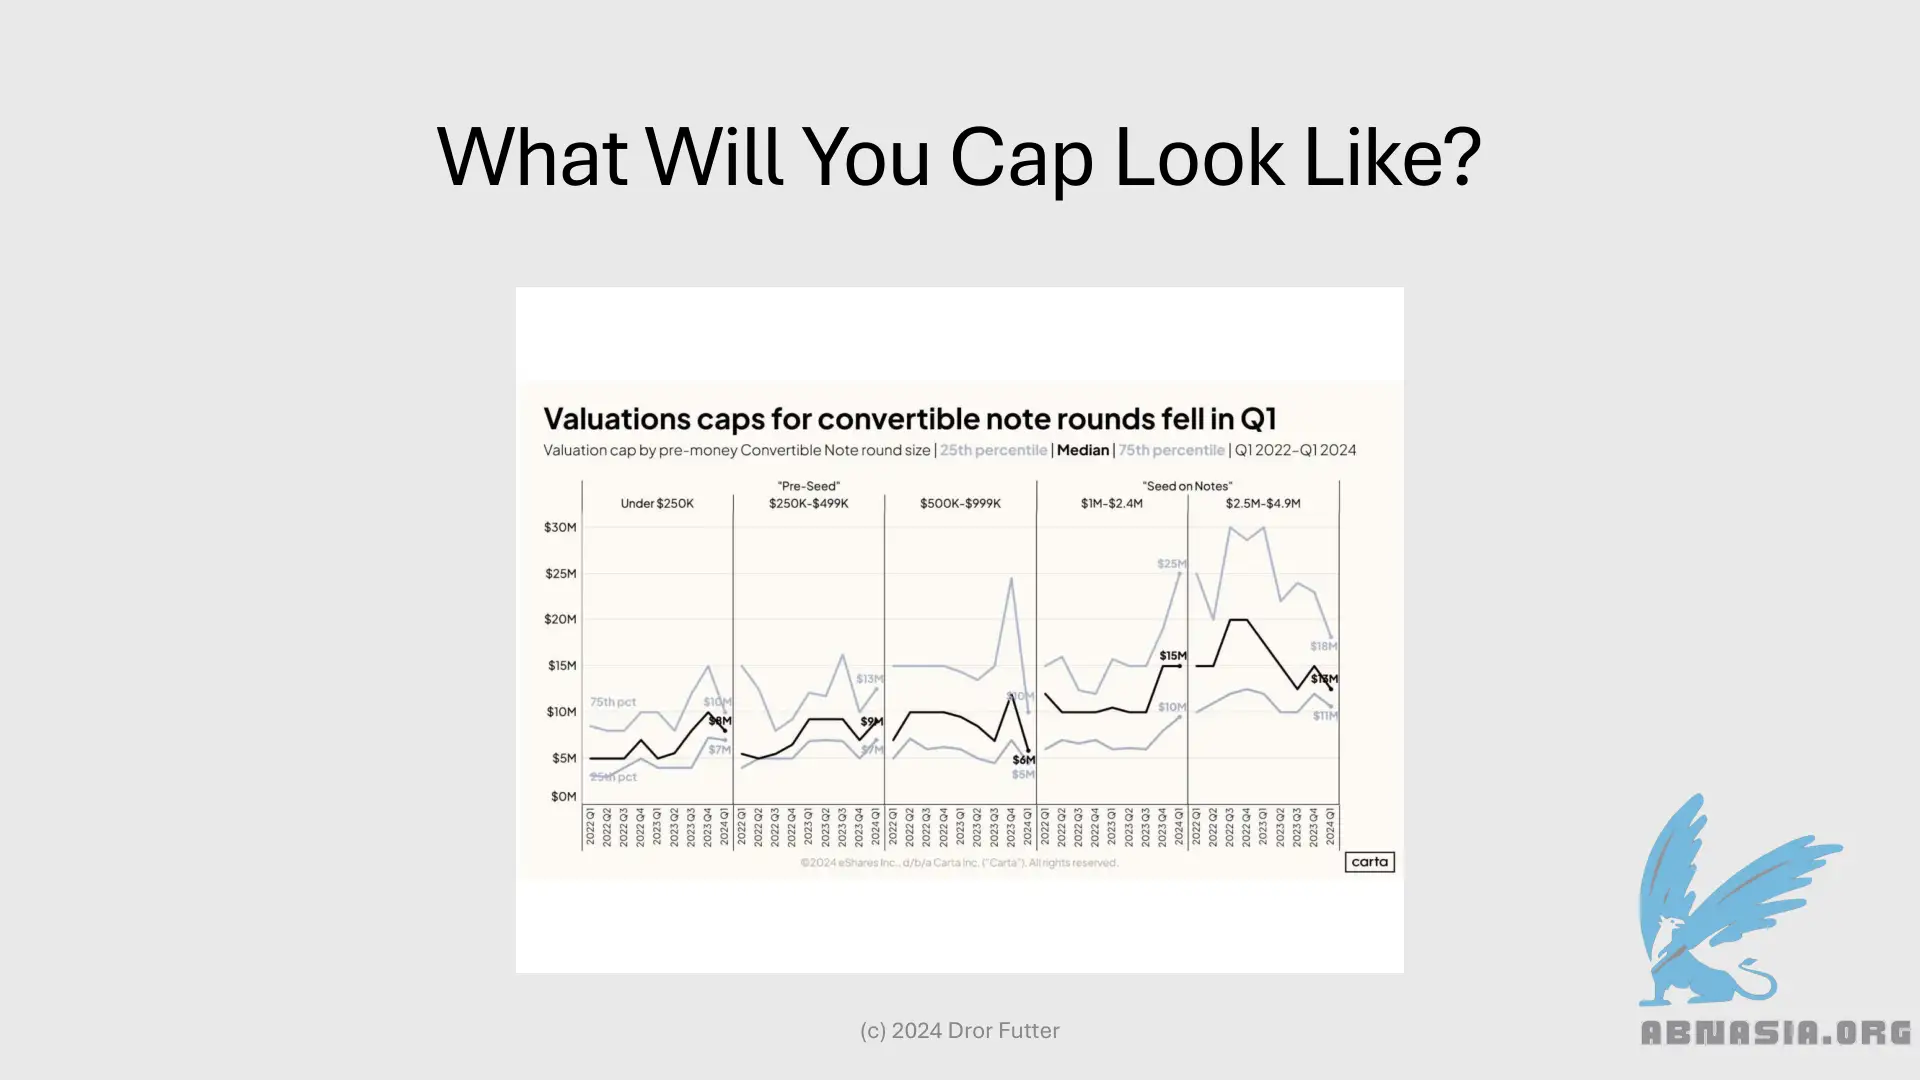 What Will You Cap Look Like?
Valuations caps for convertible note rounds fell in Q1
Valuation cap by pre-money Convertible Note round size | 25th percentile | Median | 75th percentile | Q1 2022–Q1 2024
"Pre-Seed" "Seed on Notes"
Under $250K $250K-$499K $500K-$999K $1M-$2.4M $2.5M-$4.9M
$30M
$25M
$20M
$15M
$10M
$5M
$0M
75th pct
25th pct
$10M
$8M
$7M
$13M
$9M
$7M
$10M
$6M
$5M
$25M
$15M
$10M
$18M
$13M
$11M
2022 Q1 2022 Q2 2022 Q3 2022 Q4 2023 Q1 2023 Q2 2023 Q3 2023 Q4 2024 Q1
2022 Q1 2022 Q2 2022 Q3 2022 Q4 2023 Q1 2023 Q2 2023 Q3 2023 Q4 2024 Q1
2022 Q1 2022 Q2 2022 Q3 2022 Q4 2023 Q1 2023 Q2 2023 Q3 2023 Q4 2024 Q1
2022 Q1 2022 Q2 2022 Q3 2022 Q4 2023 Q1 2023 Q2 2023 Q3 2023 Q4 2024 Q1
2022 Q1 2022 Q2 2022 Q3 2022 Q4 2023 Q1 2023 Q2 2023 Q3 2023 Q4 2024 Q1
©2024 eShares Inc., d/b/a Carta Inc. ("Carta"). All rights reserved.
carta
(c) 2024 Dror Futter
ABNASIA.ORG